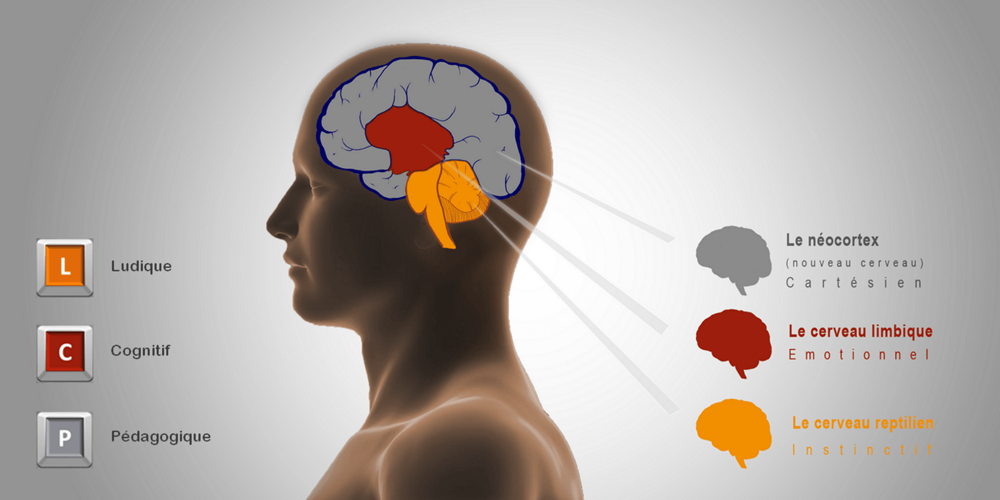 L
Ludique
C
Cognitif
P
Pédagogique
Le néocortex
(nouveau cerveau)
Cartésien
Le cerveau limbique
Emotionnel
Le cerveau reptilien
Instinctif